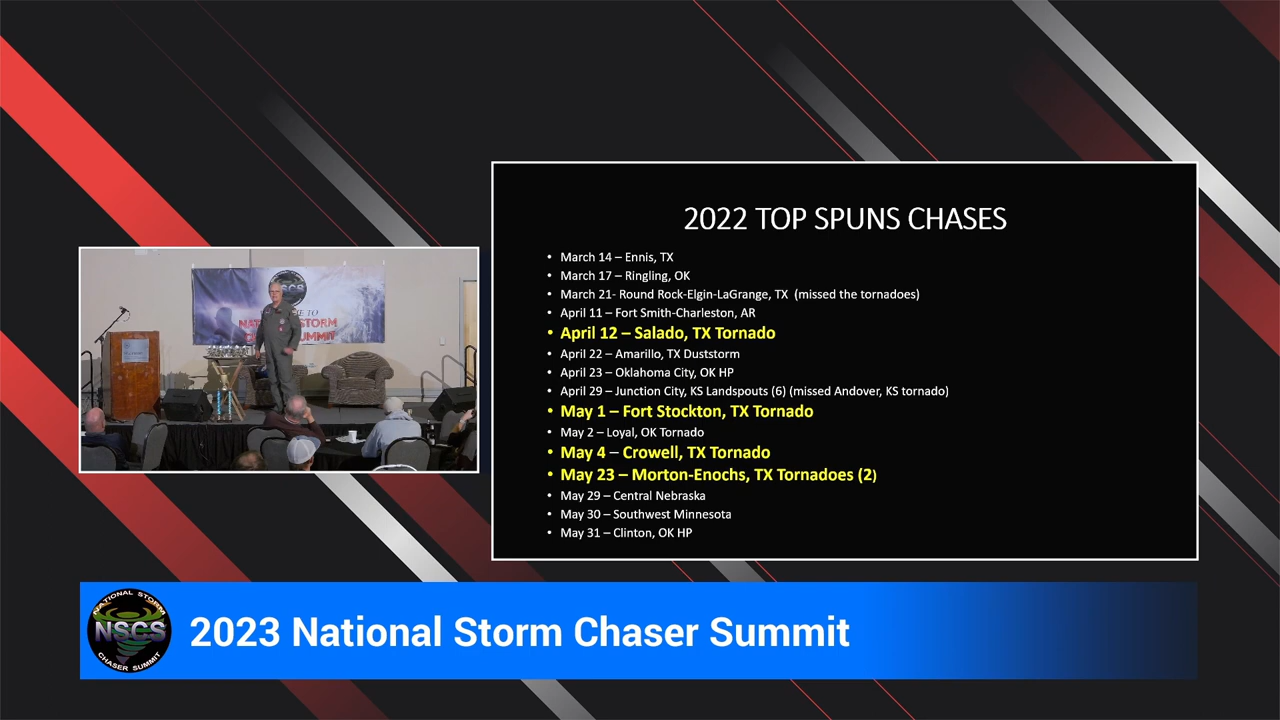 2022 TOP SPUNS CHASES
• March 14 – Ennis, TX
• March 17 – Ringling, OK
• March 21- Round Rock-Elgin-LaGrange, TX (missed the tornadoes)
• April 11 – Fort Smith-Charleston, AR
• April 12 – Salado, TX Tornado
• April 22 – Amarillo, TX Duststorm
• April 23 – Oklahoma City, OK HP
• April 29 – Junction City, KS Landspouts (6) (missed Andover, KS tornado)
• May 1 – Fort Stockton, TX Tornado
• May 2 – Loyal, OK Tornado
• May 4 – Crowell, TX Tornado
• May 23 – Morton-Enochs, TX Tornadoes (2)
• May 29 – Central Nebraska
• May 30 – Southwest Minnesota
• May 31 – Clinton, OK HP
NSCS
STORM
NATIONAL STORM
NSCS
CHASER SUMMIT
2023 National Storm Chaser Summit